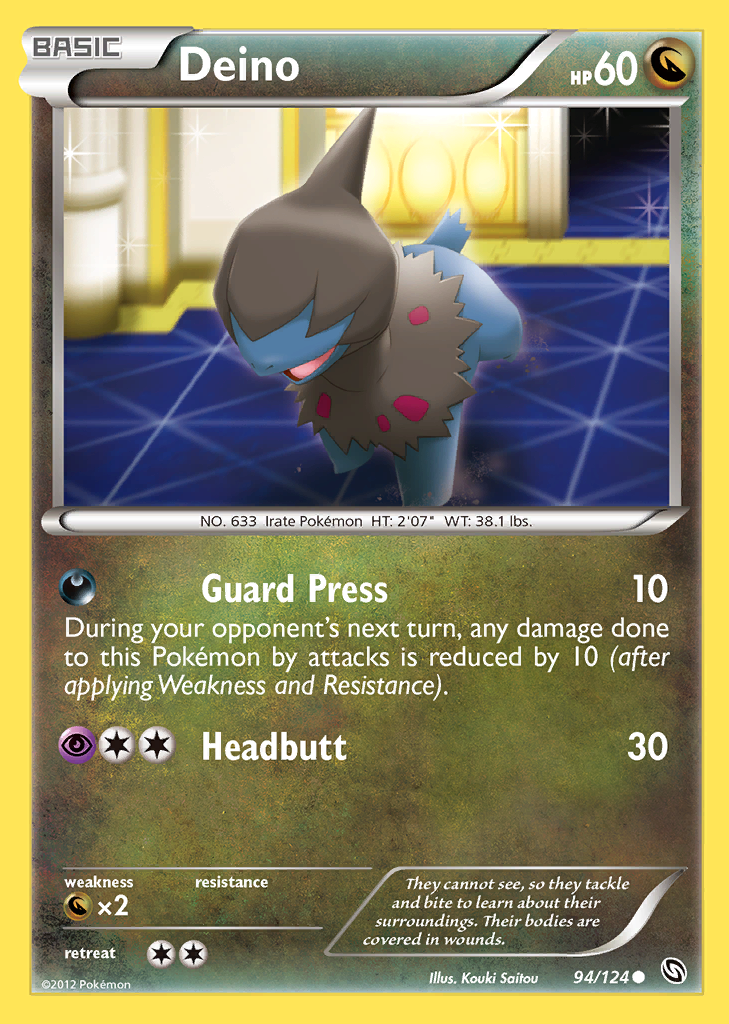 BASIC
Deino
HP60
NO. 633 Irate Pokémon HT: 2'07" WT: 38.1 lbs.
Guard Press 10
During your opponent's next turn, any damage done
to this Pokémon by attacks is reduced by 10 (after
applying Weakness and Resistance).
Headbutt 30
weakness resistance
×2
They cannot see, so they tackle
and bite to learn about their
surroundings. Their bodies are
covered in wounds.
retreat
©2012 Pokémon
Illus. Kouki Saitou 94/124